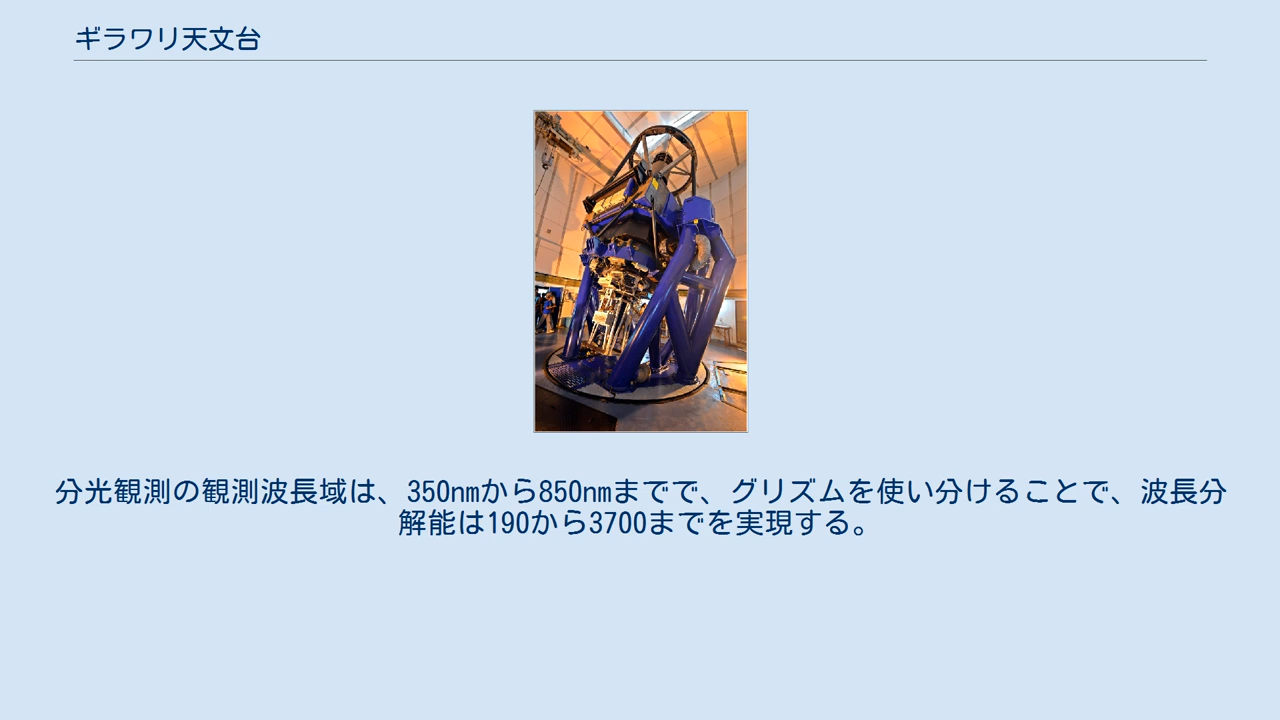 ギラワリ天文台
分光観測の観測波長域は、350nmから850nmまでで、グリズムを使い分けることで、波長分
解能は190から3700までを実現する。